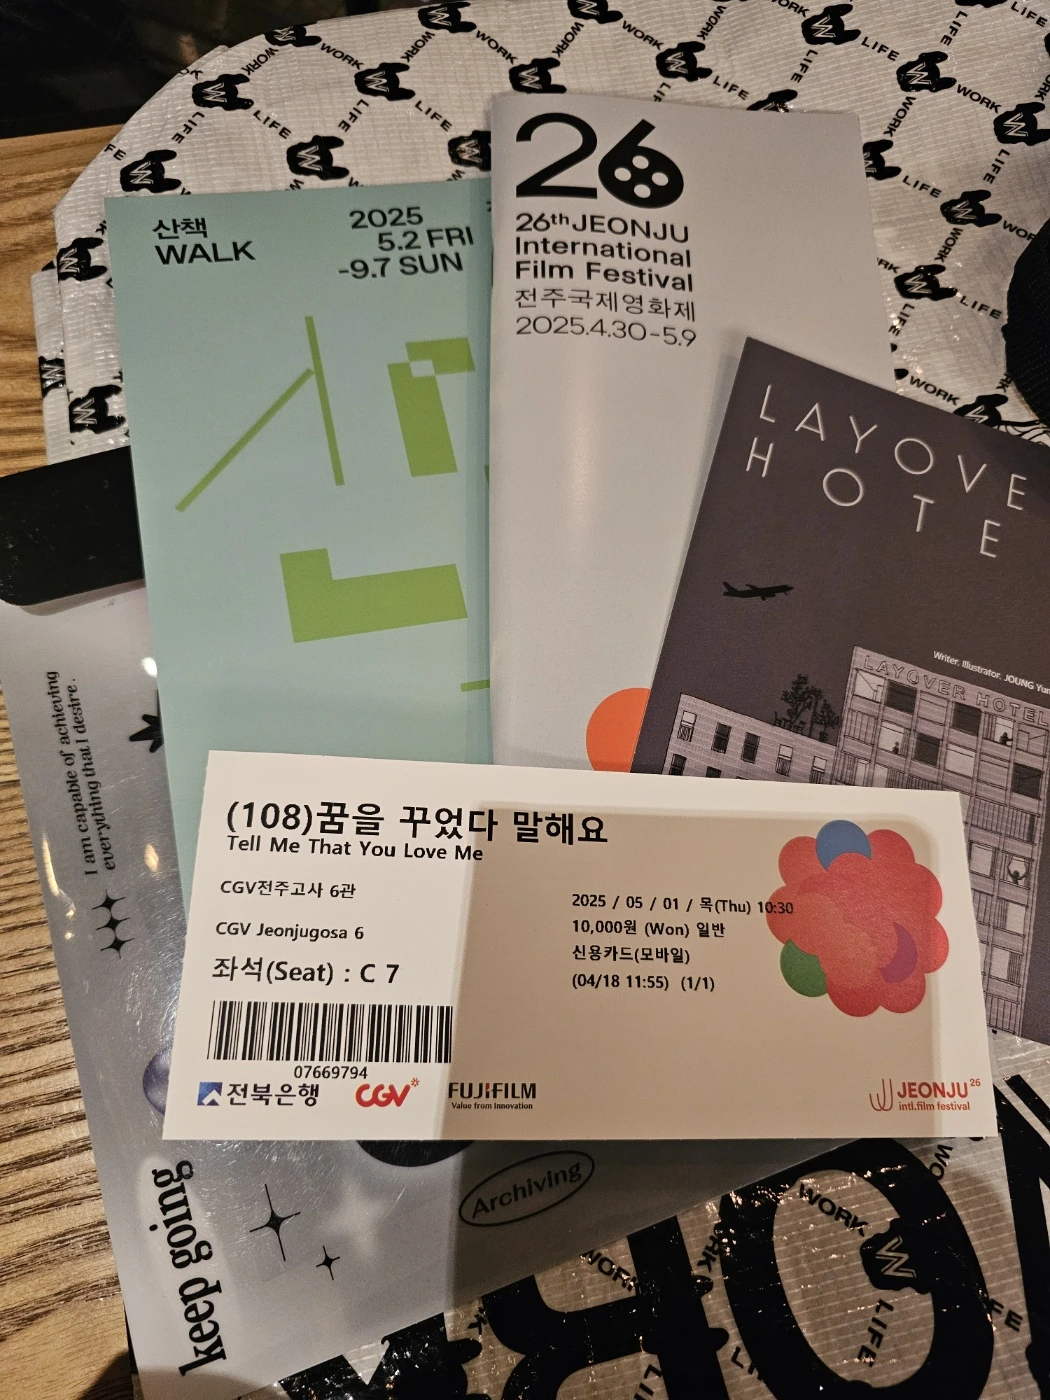 산책
WALK
2025
5.2 FRI
-9.7 SUN
26
26th JEONJU
International
Film Festival
전주국제영화제
2025.4.30-5.9
LAYOVE
HOTE
Writer. Illustrator. JOUNG Yun
LAYOVER HOTEL
I am capable of achieving
everything that I desire.
(108)꿈을 꾸었다 말해요
Tell Me That You Love Me
CGV전주고사 6관
CGV Jeonjugosa 6
좌석(Seat) : C 7
2025 / 05 / 01 / 목(Thu) 10:30
10,000원 (Won) 일반
신용카드(모바일)
(04/18 11:55) (1/1)
07669794
전북은행
CGV
FUJIFILM
Value from Innovation
JEONJU 26
intl. film festival
keep going
Archiving
WORK
LIFE